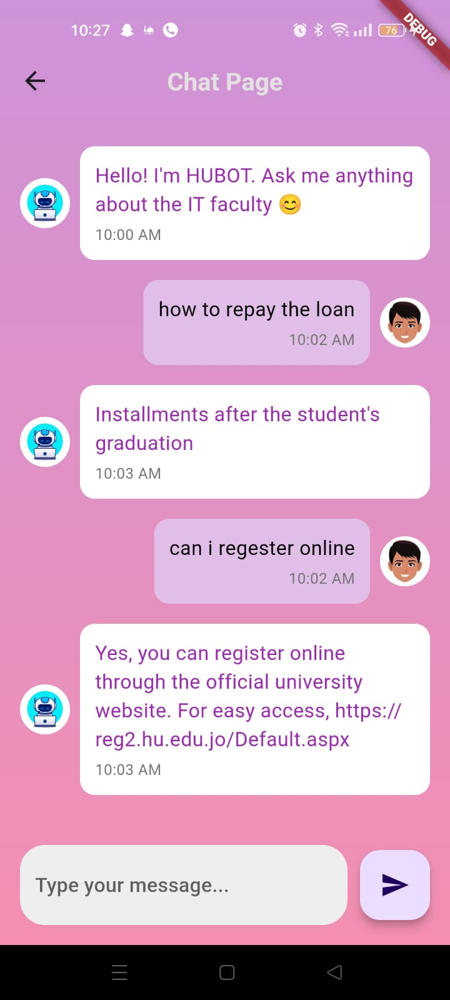 10:27
76
DEBUG
Chat Page
Hello! I'm HUBOT. Ask me anything
about the IT faculty 😊
10:00 AM
how to repay the loan
10:02 AM
Installments after the student's
graduation
10:03 AM
can i regester online
10:02 AM
Yes, you can register online
through the official university
website. For easy access, https://
reg2.hu.edu.jo/Default.aspx
10:03 AM
Type your message...